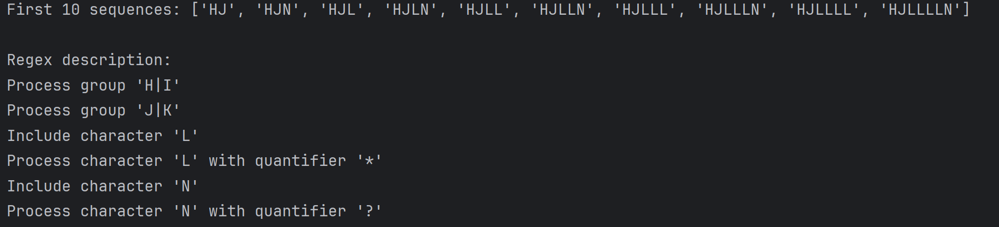 First 10 sequences: ['HJ', 'HJN', 'HJL', 'HJLN', 'HJLL', 'HJLLN', 'HJLLL', 'HJLLLN', 'HJLLLL', 'HJLLLLN']
Regex description:
Process group 'H|I'
Process group 'J|K'
Include character 'L'
Process character 'L' with quantifier '*'
Include character 'N'
Process character 'N' with quantifier '?'